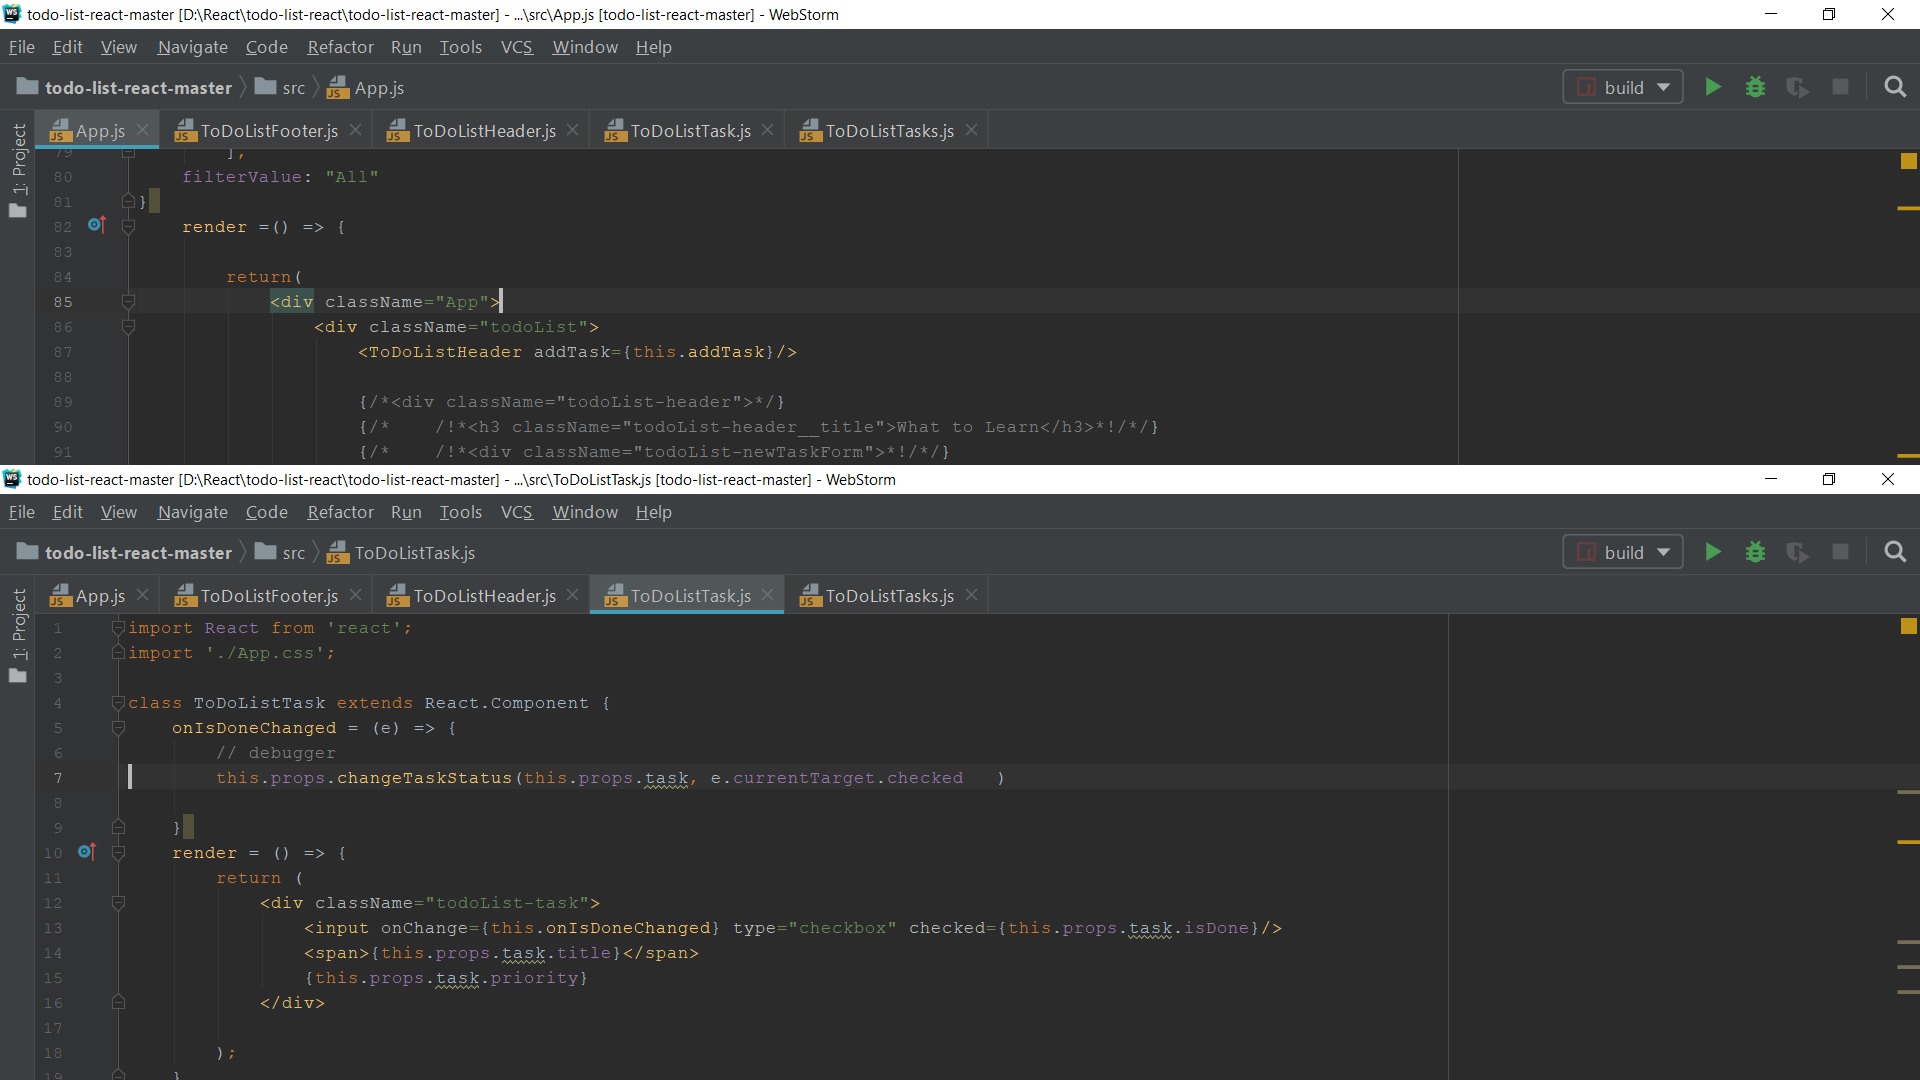 todo-list-react-master [D:\React\todo-list-react\todo-list-react-master] - ...\src\App.js [todo-list-react-master] - WebStorm
File Edit View Navigate Code Refactor Run Tools VCS Window Help
todo-list-react-master src App.js build
App.js ToDoListFooter.js ToDoListHeader.js ToDoListTask.js ToDoListTasks.js
1: Project
79 ],
80 filterValue: "All"
81 }
82 render =() => {
83
84 return(
85 <div className="App">
86 <div className="todoList">
87 <ToDoListHeader addTask={this.addTask}/>
88
89 {/*<div className="todoList-header">*/}
90 {/* /!*<h3 className="todoList-header__title">What to Learn</h3>*!/*/}
91 {/* /!*<div className="todoList-newTaskForm">*!/*/}
todo-list-react-master [D:\React\todo-list-react\todo-list-react-master] - ...\src\ToDoListTask.js [todo-list-react-master] - WebStorm
File Edit View Navigate Code Refactor Run Tools VCS Window Help
todo-list-react-master src ToDoListTask.js build
App.js ToDoListFooter.js ToDoListHeader.js ToDoListTask.js ToDoListTasks.js
1: Project
1 import React from 'react';
2 import './App.css';
3
4 class ToDoListTask extends React.Component {
5 onIsDoneChanged = (e) => {
6 // debugger
7 this.props.changeTaskStatus(this.props.task, e.currentTarget.checked )
8
9 }
10 render = () => {
11 return (
12 <div className="todoList-task">
13 <input onChange={this.onIsDoneChanged} type="checkbox" checked={this.props.task.isDone}/>
14 <span>{this.props.task.title}</span>
15 {this.props.task.priority}
16 </div>
17
18 );
19 }